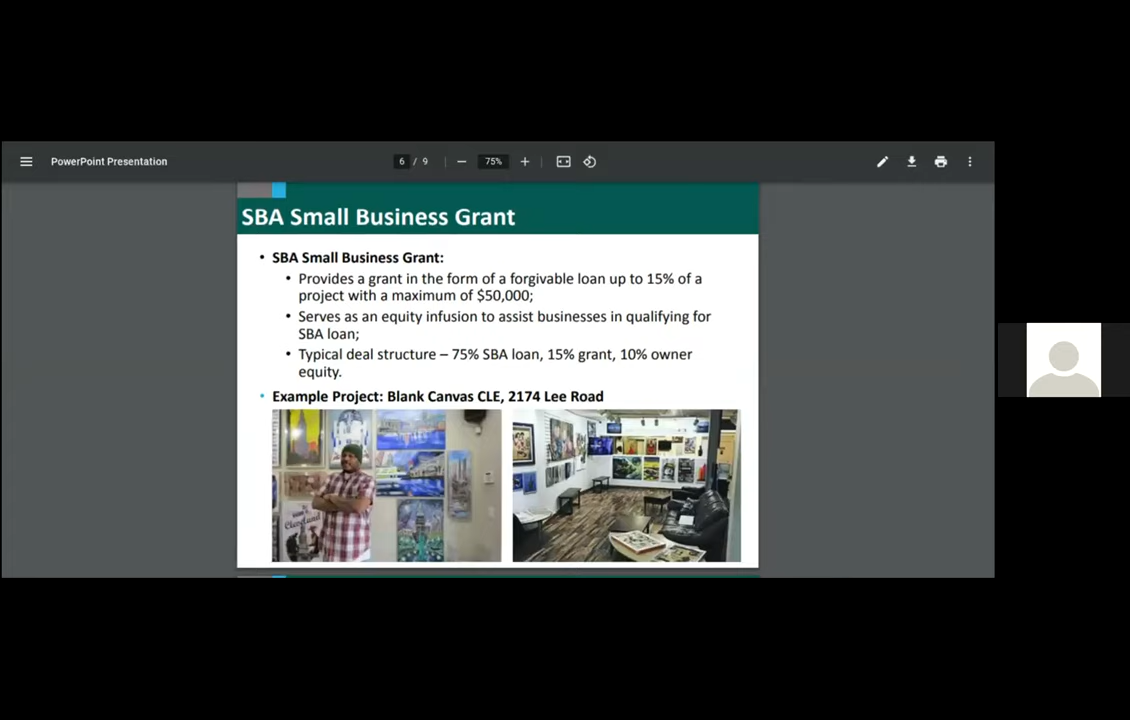 PowerPoint Presentation
6 / 9
75%
SBA Small Business Grant
• SBA Small Business Grant:
• Provides a grant in the form of a forgivable loan up to 15% of a
project with a maximum of $50,000;
• Serves as an equity infusion to assist businesses in qualifying for
SBA loan;
• Typical deal structure – 75% SBA loan, 15% grant, 10% owner
equity.
• Example Project: Blank Canvas CLE, 2174 Lee Road
Cleveland